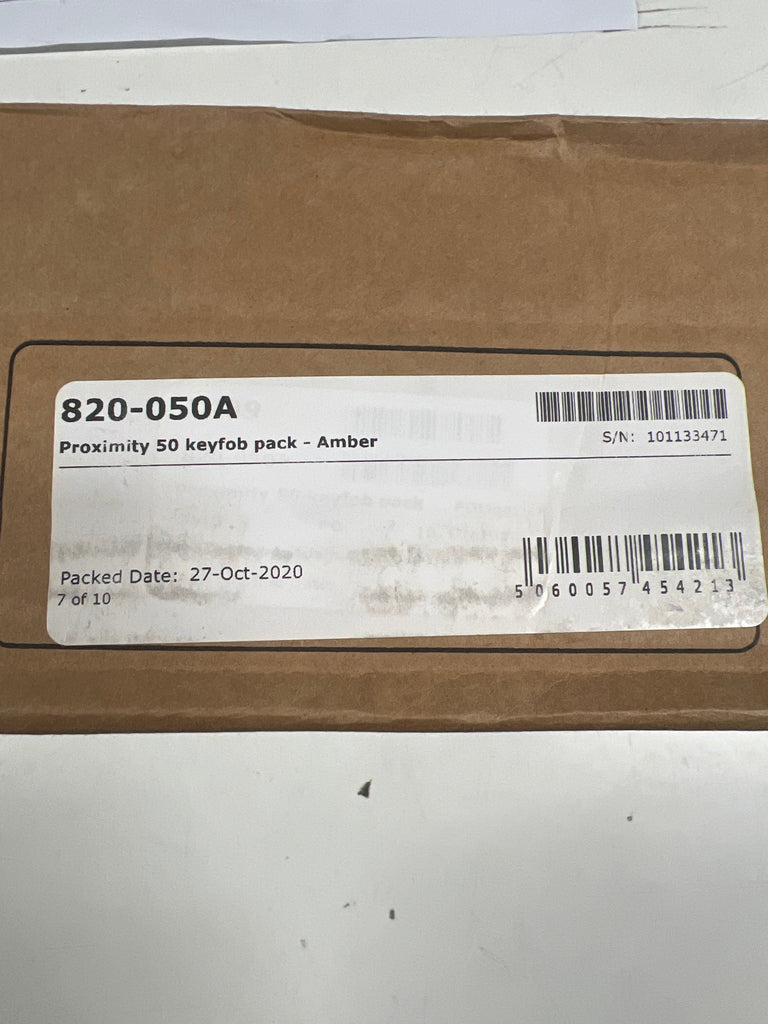 820-050A
Proximity 50 keyfob pack - Amber
S/N: 101133471
Packed Date: 27-Oct-2020
7 of 10
5 060057 454213